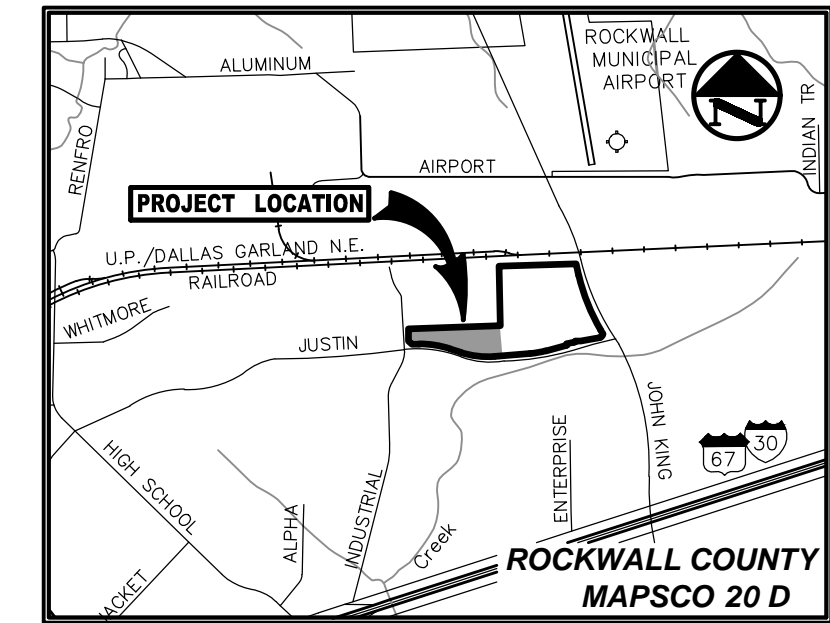 ROCKWALL
MUNICIPAL
AIRPORT
N
ALUMINUM
INDIAN TR
RENFRO
AIRPORT
PROJECT LOCATION
U.P./DALLAS GARLAND N.E.
RAILROAD
WHITMORE
JUSTIN
JOHN KING
67
30
HIGH SCHOOL
ENTERPRISE
INDUSTRIAL
ALPHA
Creek
JACKET
ROCKWALL COUNTY
MAPSCO 20 D